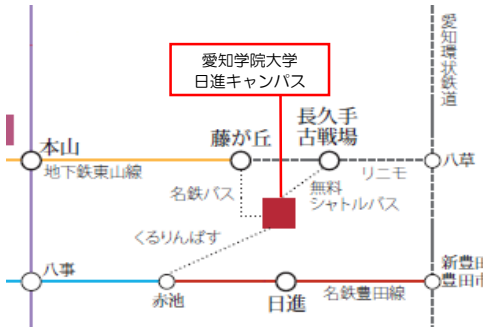 愛知環状鉄道
愛知学院大学
日進キャンパス
長久手
古戦場
本山
藤が丘
八草
地下鉄東山線
リニモ
名鉄バス
無料
シャトルバス
くるりんばす
八事
赤池
日進
名鉄豊田線
新豊田
豊田市